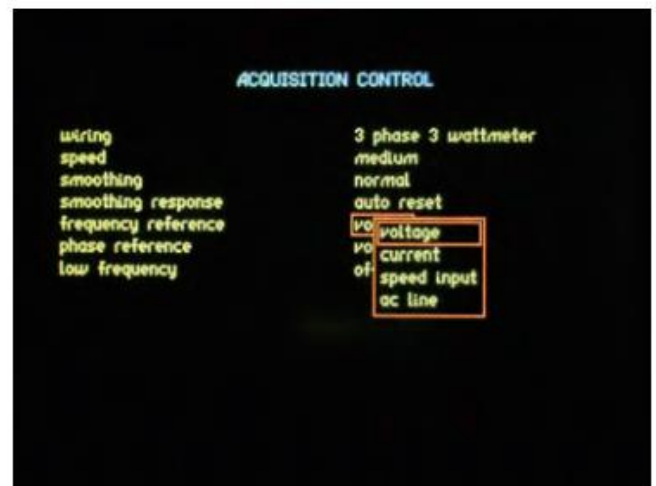 ACQUISITION CONTROL
wiring 3 phase 3 wattmeter
speed medium
smoothing normal
smoothing response auto reset
frequency reference vo
voltage
phase reference vo
current
low frequency of
speed input
ac line